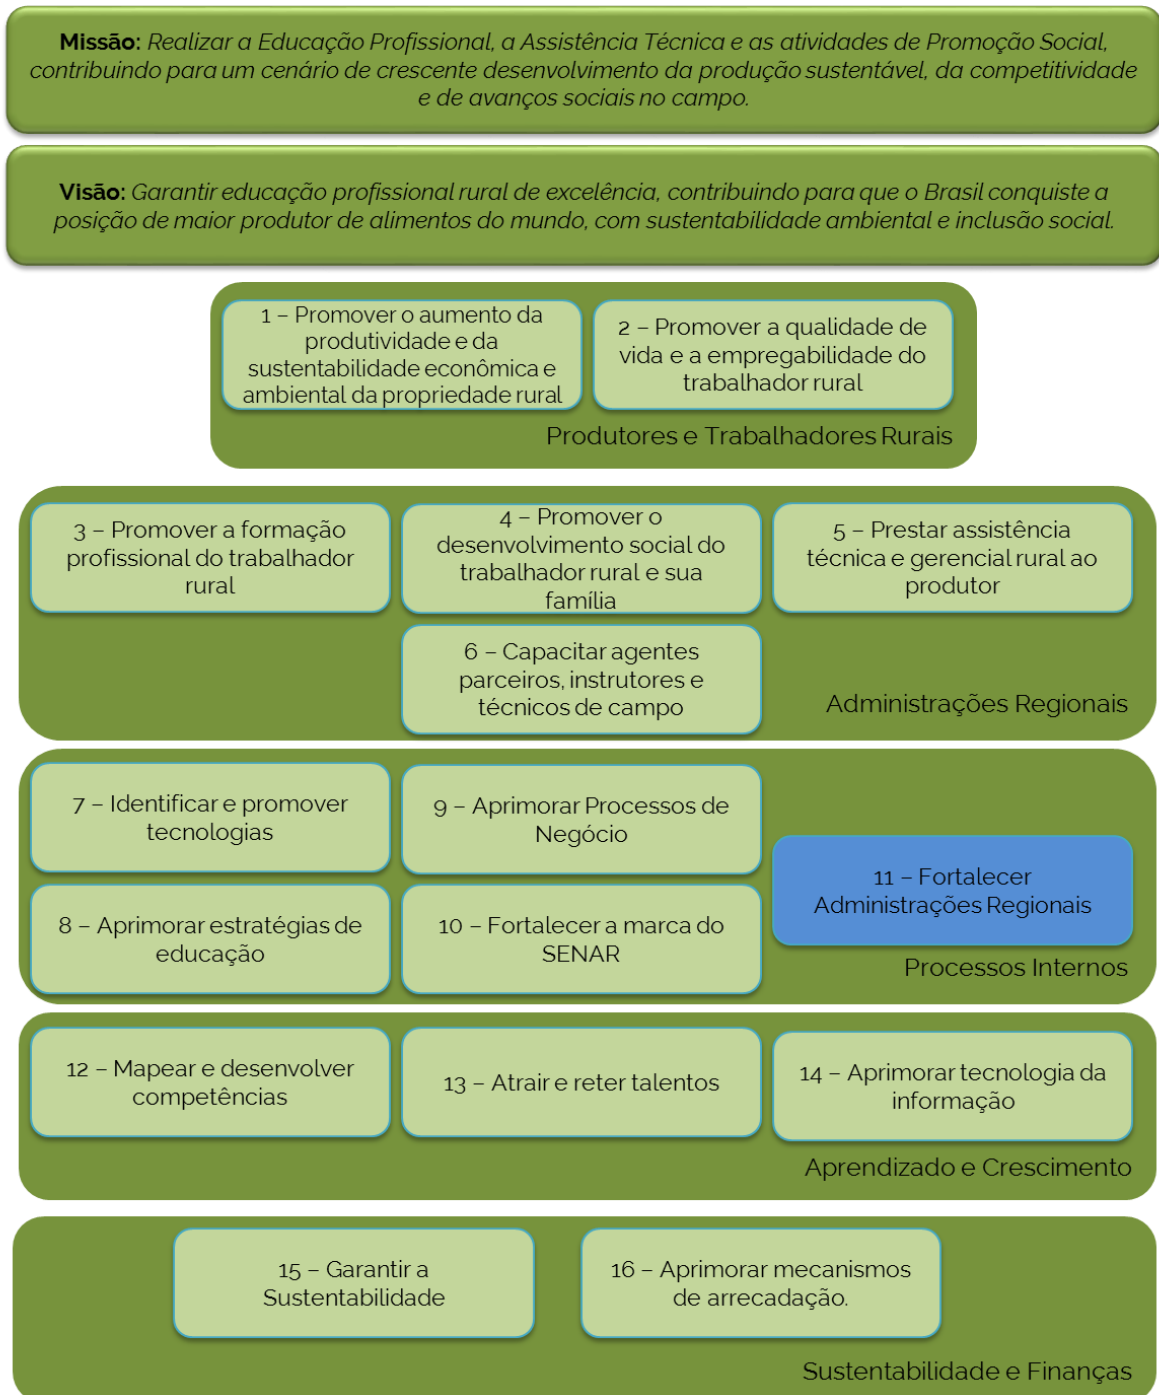 Missão: Realizar a Educação Profissional, a Assistência Técnica e as atividades de Promoção Social,
contribuindo para um cenário de crescente desenvolvimento da produção sustentável, da competitividade
e de avanços sociais no campo.
Visão: Garantir educação profissional rural de excelência, contribuindo para que o Brasil conquiste a
posição de maior produtor de alimentos do mundo, com sustentabilidade ambiental e inclusão social.
1 – Promover o aumento da
produtividade e da
sustentabilidade econômica e
ambiental da propriedade rural
2 – Promover a qualidade de
vida e a empregabilidade do
trabalhador rural
Produtores e Trabalhadores Rurais
3 – Promover a formação
profissional do trabalhador
rural
4 – Promover o
desenvolvimento social do
trabalhador rural e sua
família
5 – Prestar assistência
técnica e gerencial rural ao
produtor
6 – Capacitar agentes
parceiros, instrutores e
técnicos de campo
Administrações Regionais
7 – Identificar e promover
tecnologias
9 – Aprimorar Processos de
Negócio
11 – Fortalecer
Administrações Regionais
8 – Aprimorar estratégias de
educação
10 – Fortalecer a marca do
SENAR
Processos Internos
12 – Mapear e desenvolver
competências
13 – Atrair e reter talentos
14 – Aprimorar tecnologia da
informação
Aprendizado e Crescimento
15 – Garantir a
Sustentabilidade
16 – Aprimorar mecanismos
de arrecadação.
Sustentabilidade e Finanças